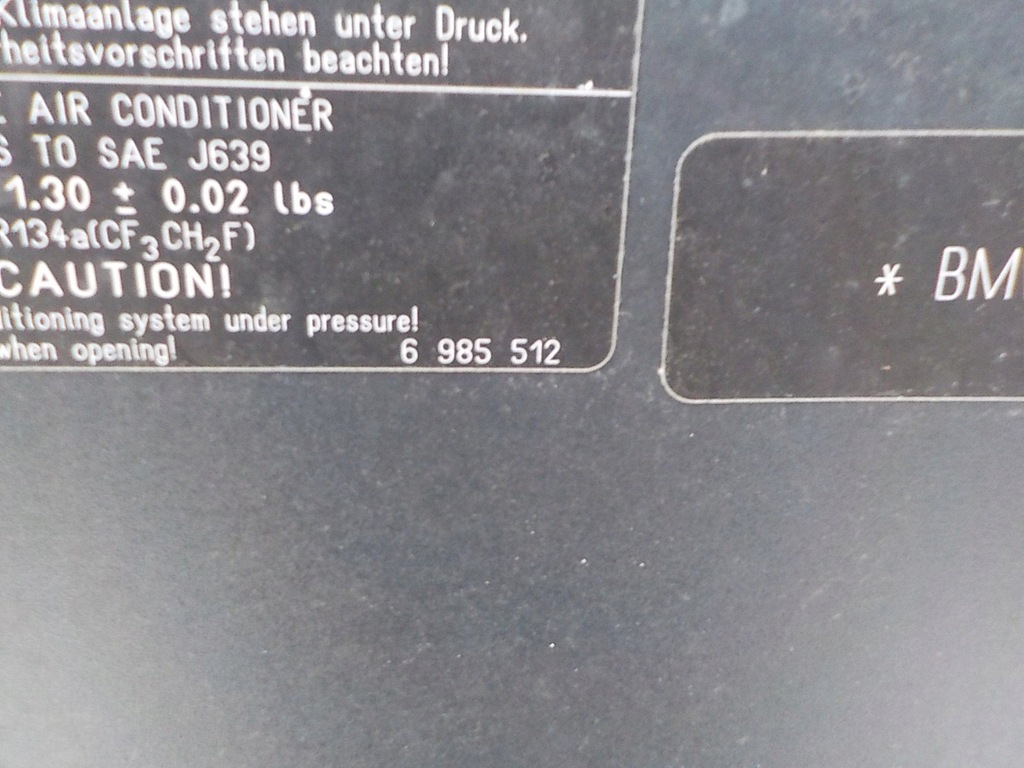 Klimaanlage stehen unter Druck.
heitsvorschriften beachten!
AIR CONDITIONER
S TO SAE J639
1.30 ± 0.02 lbs
R134a(CF3CH2F)
CAUTION!
ditioning system under pressure!
when opening!
6 985 512
* BM